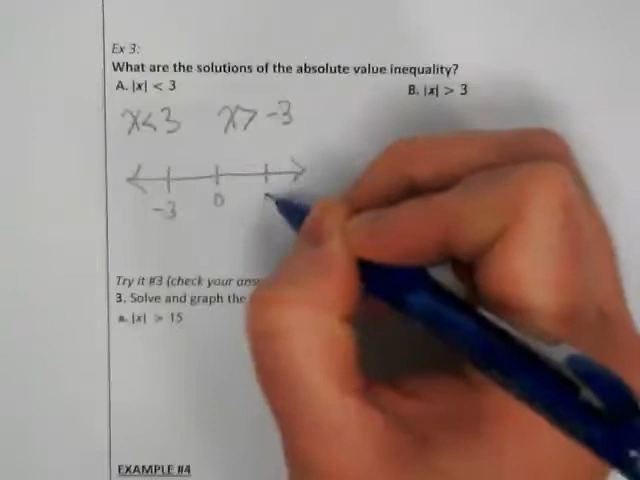 Ex 3:
What are the solutions of the absolute value inequality?
A. |x| < 3
B. |x| > 3
x<3 x>-3
-3 0
Try it #3 (check your
3. Solve and graph the
a. |x| > 15
EXAMPLE #4